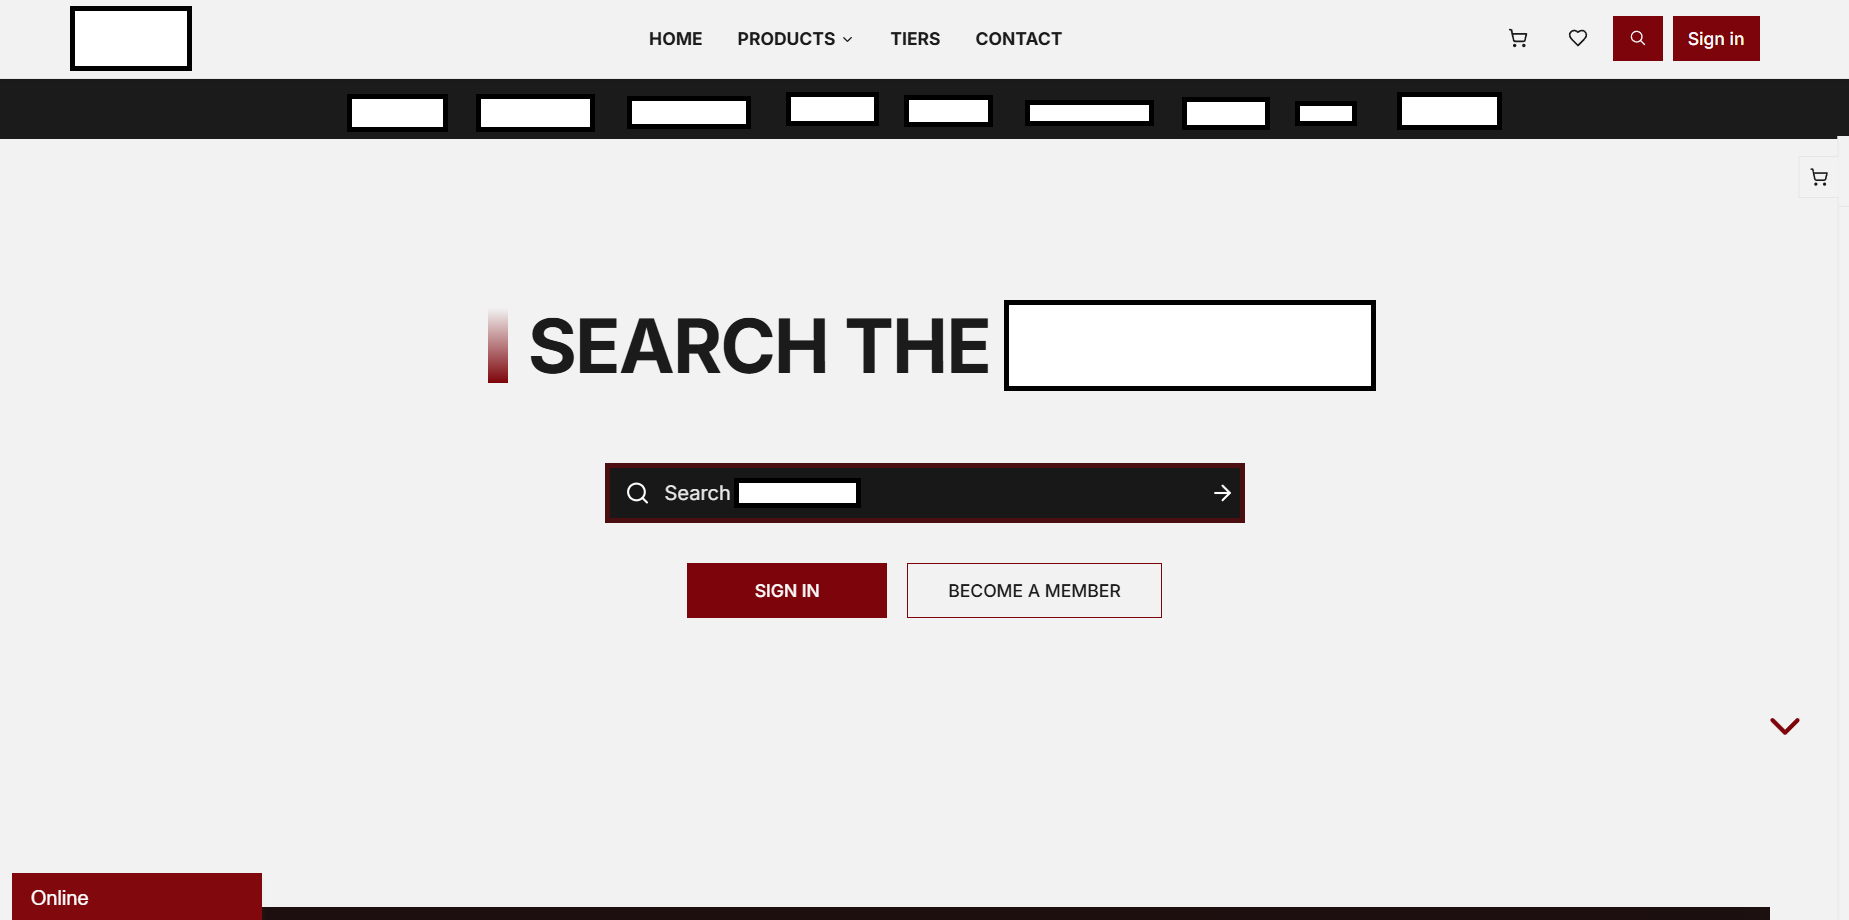 HOME PRODUCTS TIERS CONTACT Sign in
SEARCH THE
Search
SIGN IN BECOME A MEMBER
Online